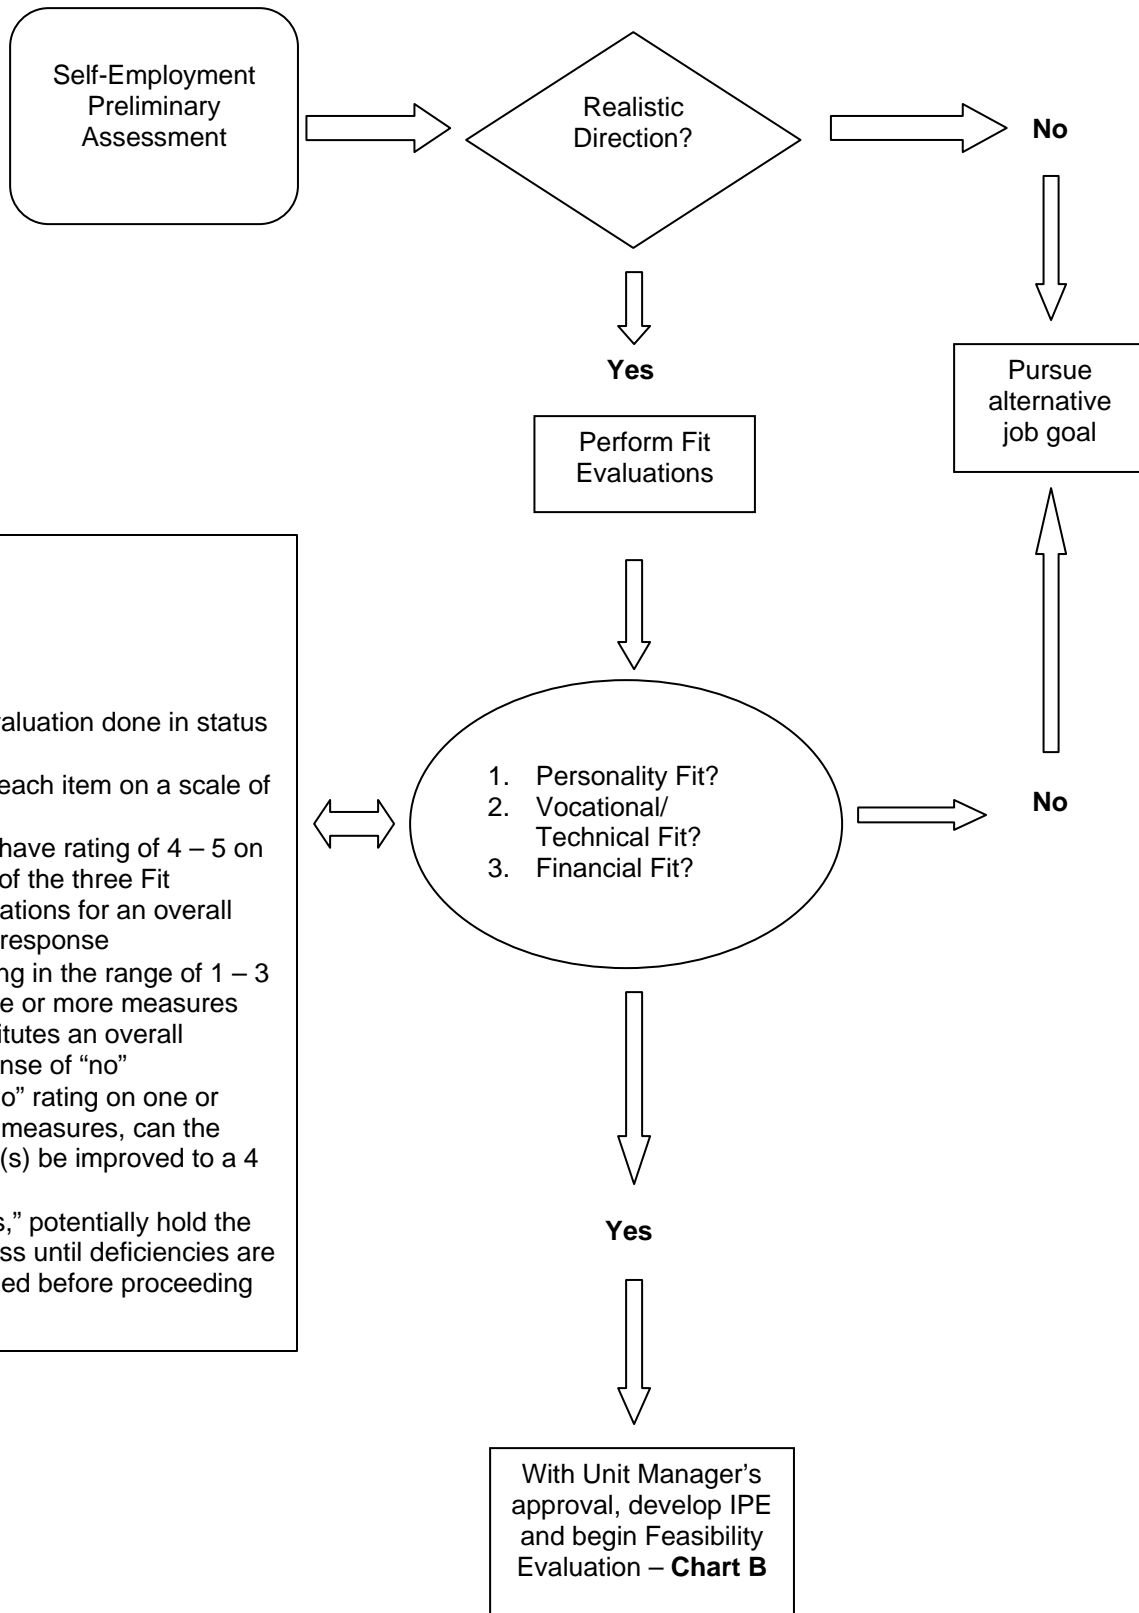 Self-Employment
Preliminary
Assessment
Realistic
Direction?
No
Yes
Pursue
alternative
job goal
Perform Fit
Evaluations
valuation done in status
each item on a scale of
have rating of 4 – 5 on
of the three Fit
ations for an overall
response
ng in the range of 1 – 3
e or more measures
titutes an overall
nse of “no”
o” rating on one or
measures, can the
(s) be improved to a 4
s,” potentially hold the
ss until deficiencies are
ed before proceeding
1. Personality Fit?
2. Vocational/
Technical Fit?
3. Financial Fit?
No
Yes
With Unit Manager’s
approval, develop IPE
and begin Feasibility
Evaluation – Chart B